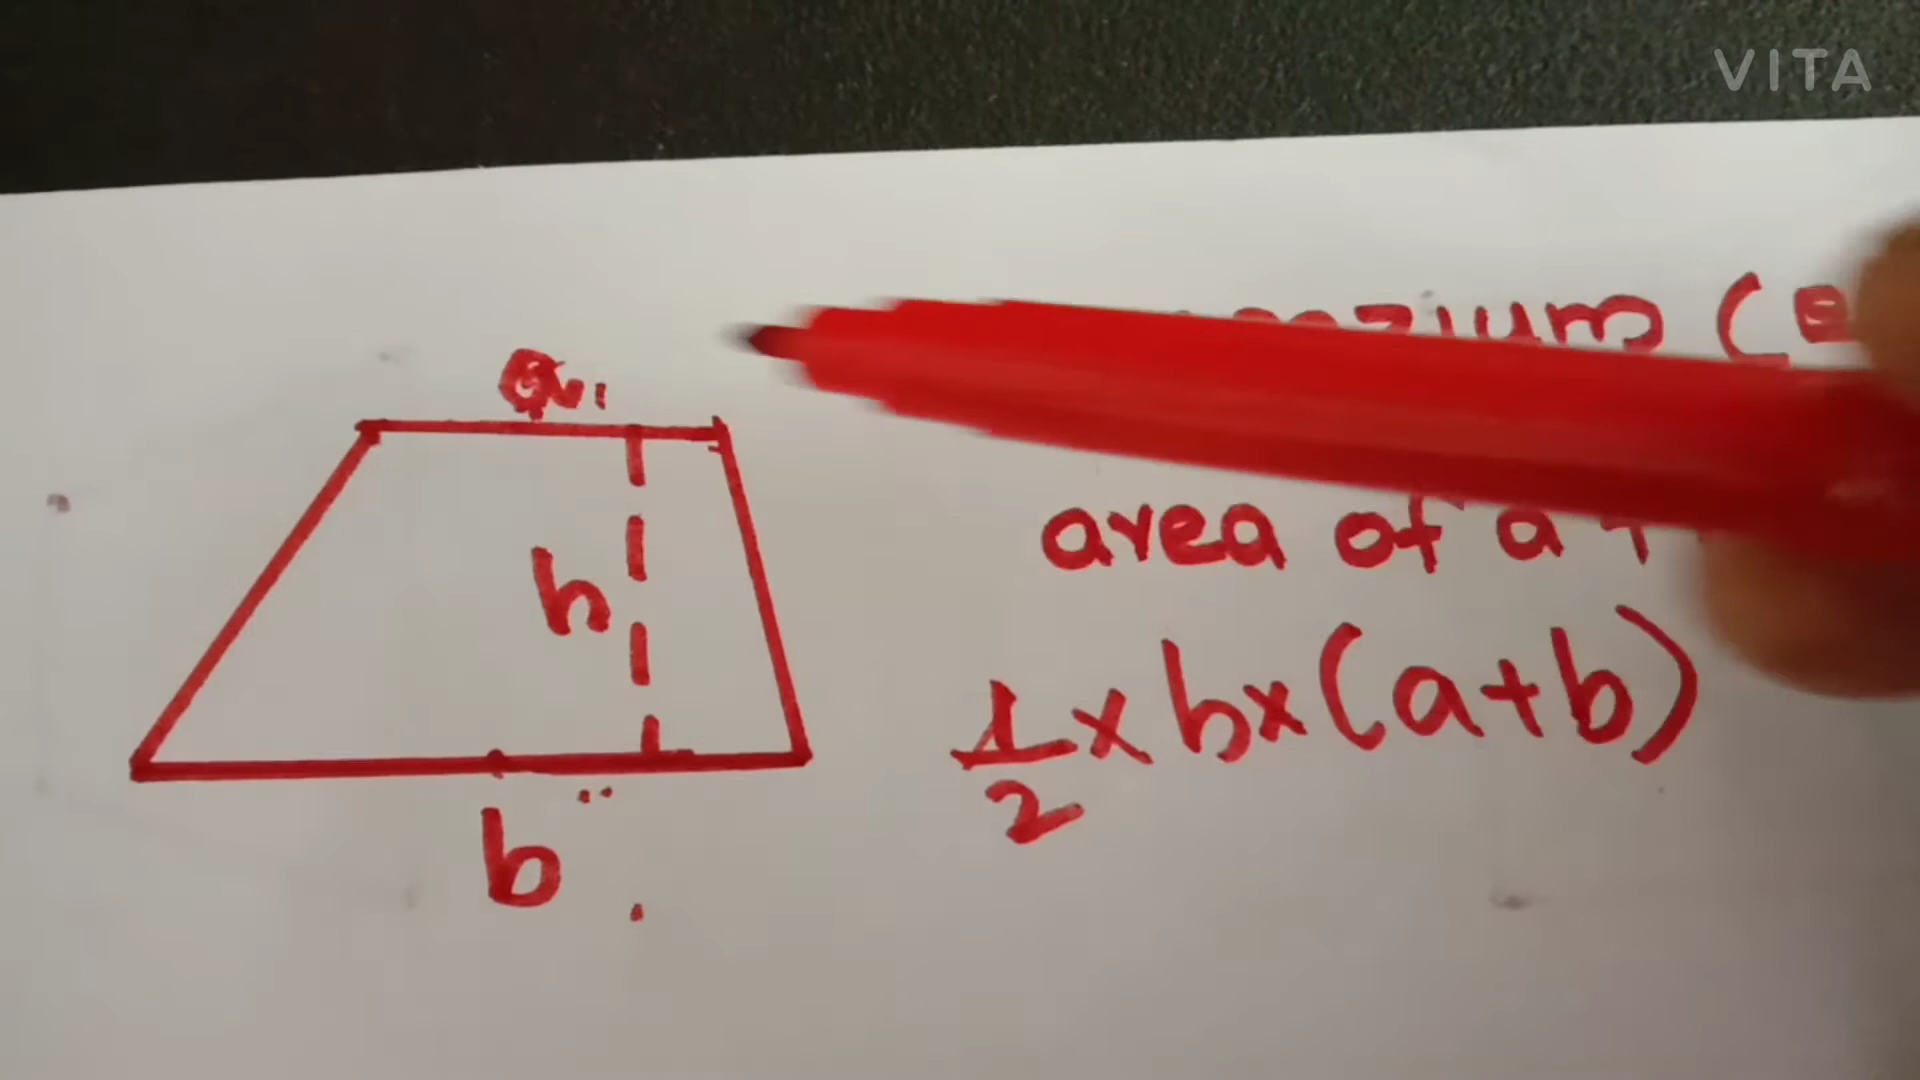 VITA
area of a
h
1/2 x h x (a+b)
b